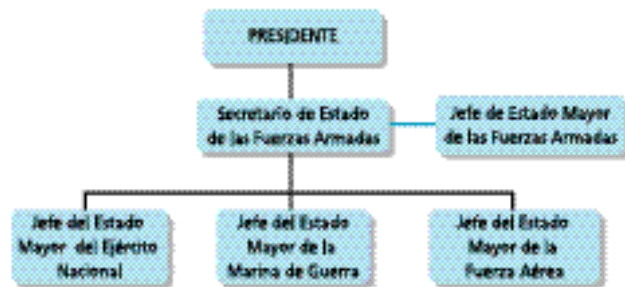 PRESIDENTE
Secretario de Estado
de las Fuerzas Armadas
Jefe de Estado Mayor
de las Fuerzas Armadas
Jefe del Estado
Mayor del Ejército
Nacional
Jefe del Estado
Mayor de la
Marina de Guerra
Jefe del Estado
Mayor de la
Fuerza Aérea